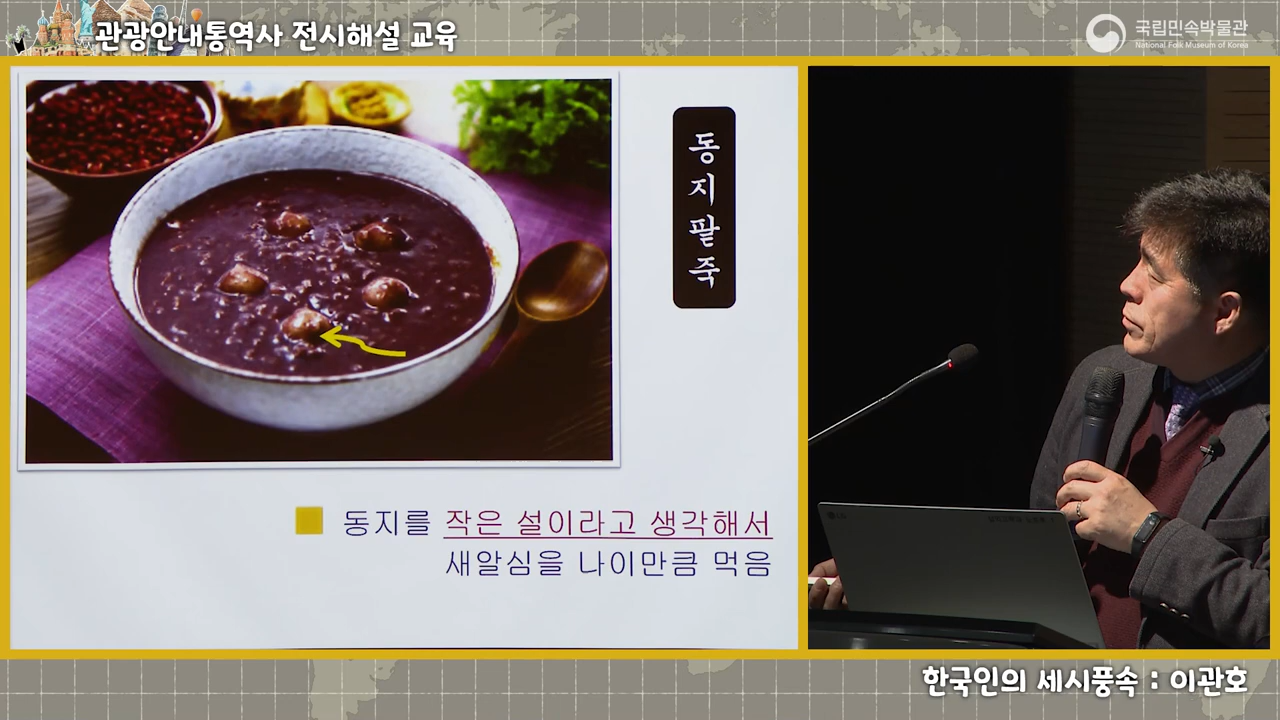 관광안내통역사 전시해설 교육
국립민속박물관
National Folk Museum of Korea
동지팥죽
동지를 작은 설이라고 생각해서
새알심을 나이만큼 먹음
한국인의 세시풍속 : 이관호